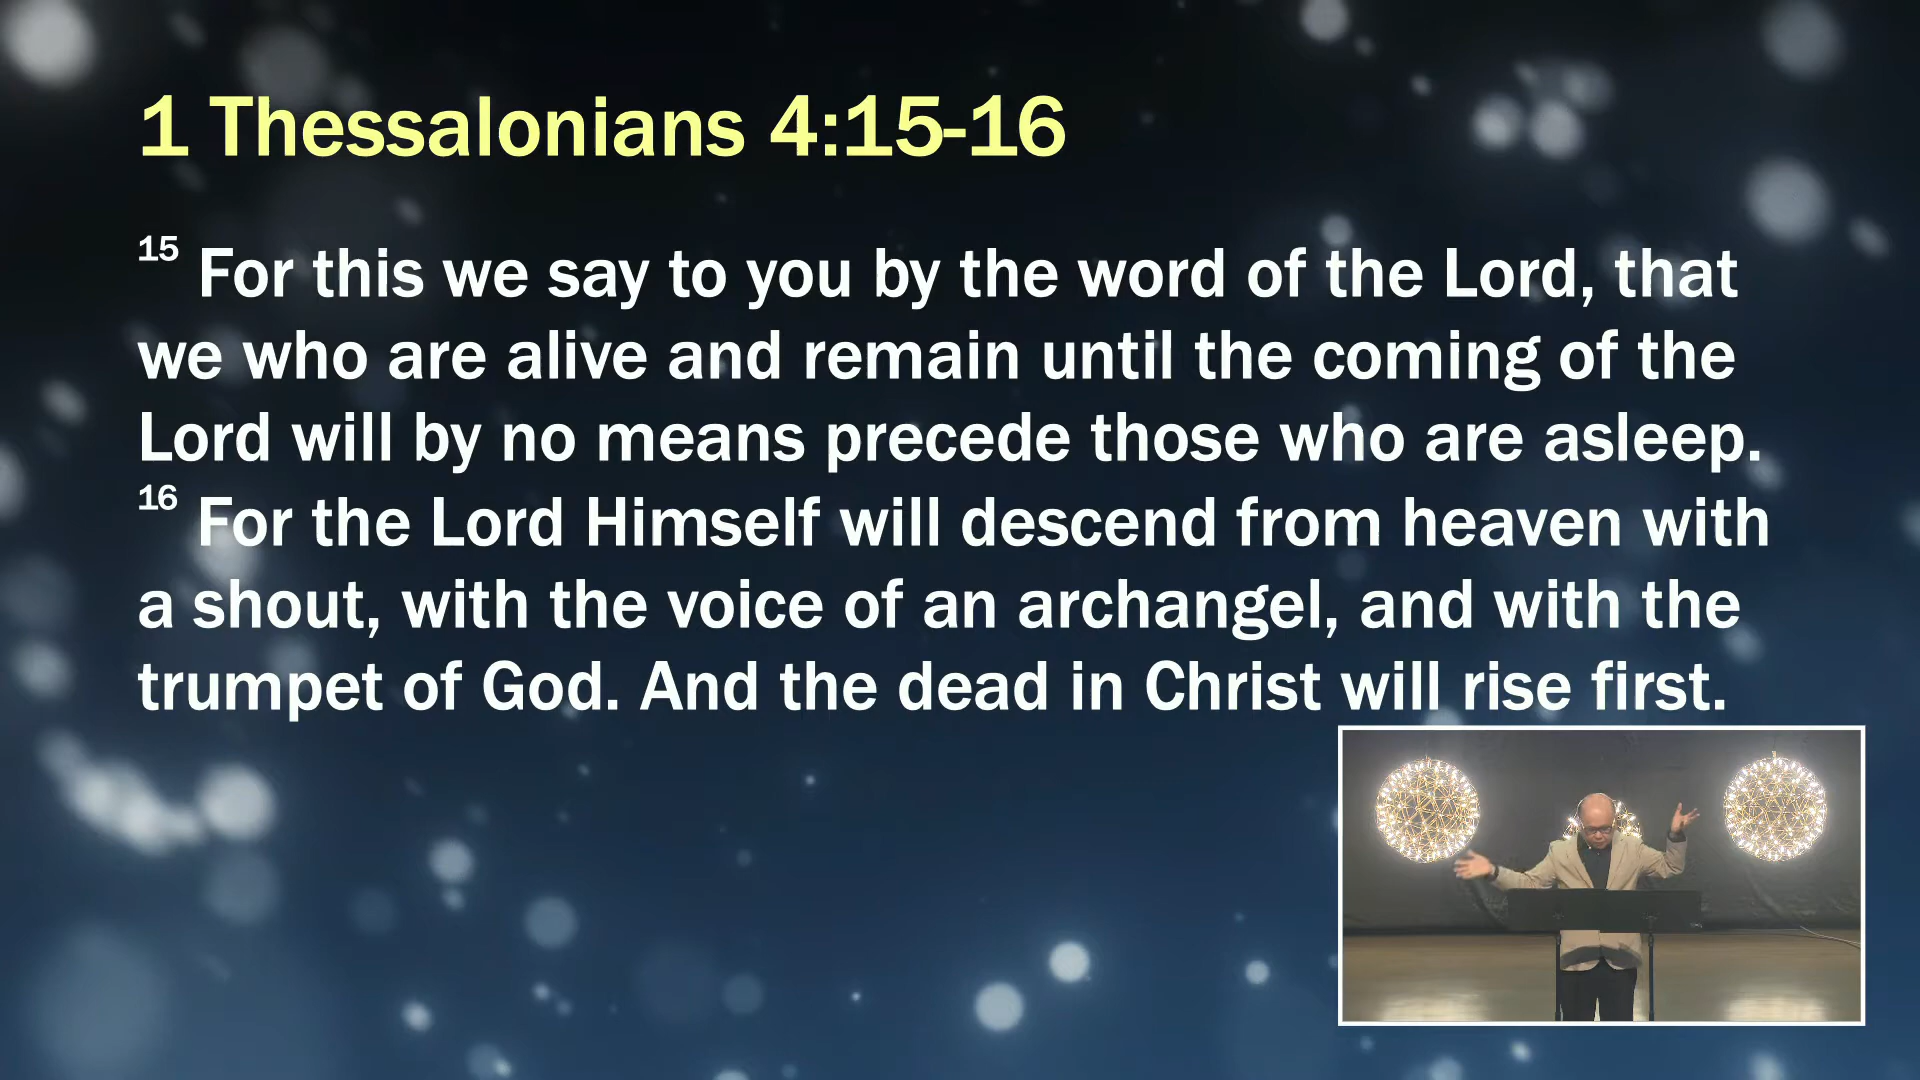 1 Thessalonians 4:15-16
15 For this we say to you by the word of the Lord, that
we who are alive and remain until the coming of the
Lord will by no means precede those who are asleep.
16 For the Lord Himself will descend from heaven with
a shout, with the voice of an archangel, and with the
trumpet of God. And the dead in Christ will rise first.